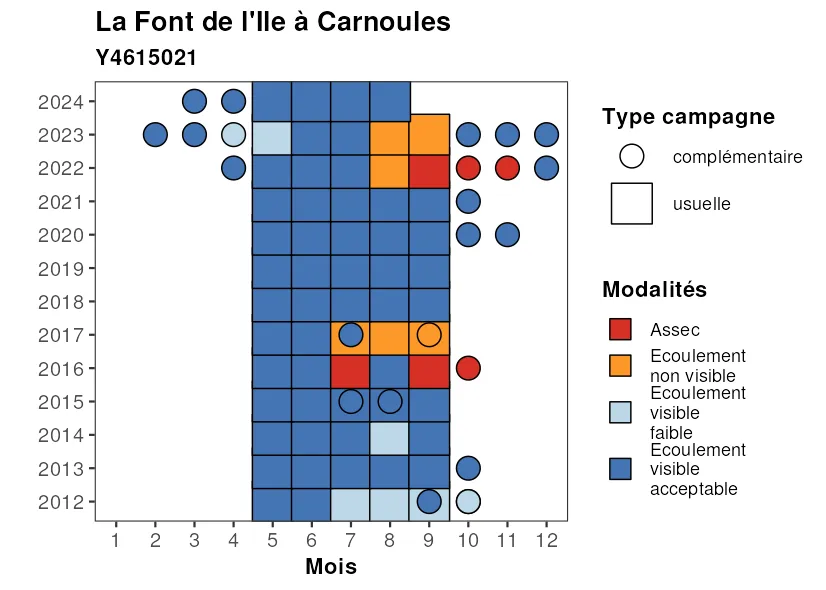 La Font de l'Ile à Carnoules
Y4615021
2024
2023
2022
2021
2020
2019
2018
2017
2016
2015
2014
2013
2012
1 2 3 4 5 6 7 8 9 10 11 12
Mois
Type campagne
complémentaire
usuelle
Modalités
Assec
Ecoulement
non visible
Ecoulement
visible
faible
Ecoulement
visible
acceptable